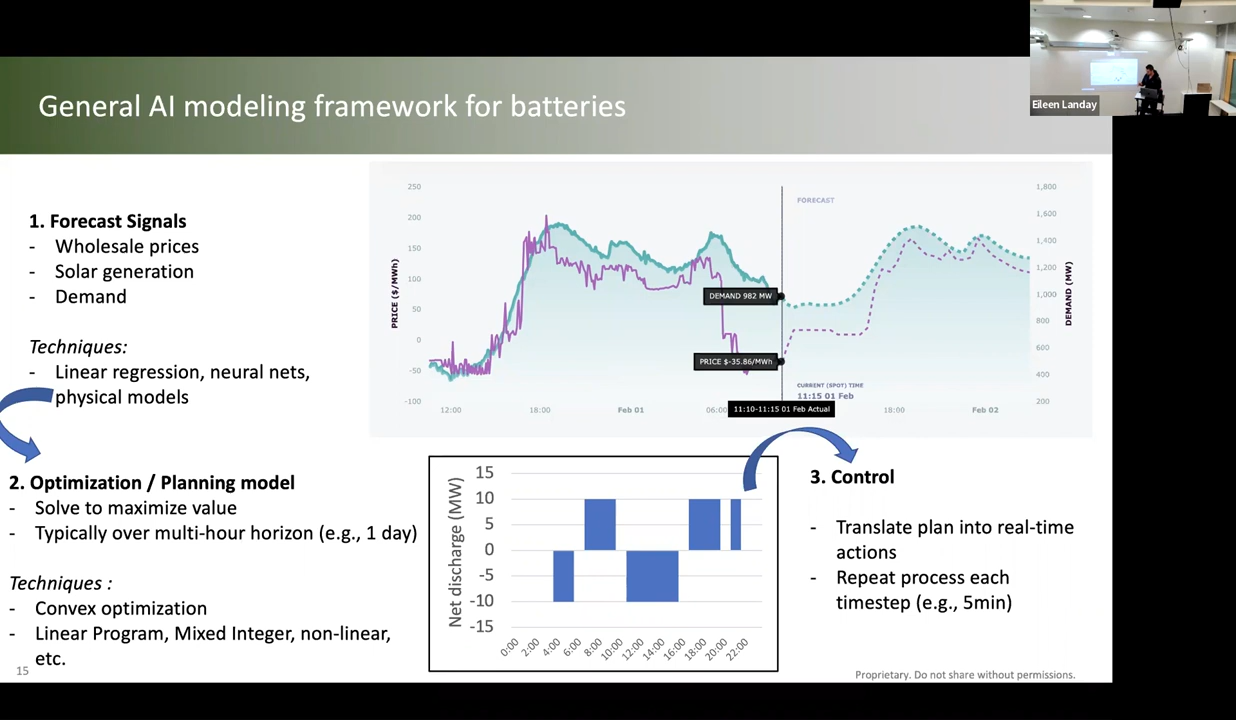 Eileen Landay
General AI modeling framework for batteries
1. Forecast Signals
- Wholesale prices
- Solar generation
- Demand
Techniques:
- Linear regression, neural nets,
physical models
250
200
150
100
50
0
-50
-100
PRICE ($/MWh)
12:00
18:00
Feb 01
06:00
18:00
Feb 02
FORECAST
DEMAND 982 MW
PRICE $-35.86/MWh
CURRENT (SPOT) TIME
11:15 01 Feb
11:10-11:15 01 Feb Actual
1,800
1,600
1,400
1,200
1,000
800
600
400
200
DEMAND (MW)
2. Optimization / Planning model
- Solve to maximize value
- Typically over multi-hour horizon (e.g., 1 day)
Techniques :
- Convex optimization
- Linear Program, Mixed Integer, non-linear,
etc.
Net discharge (MW)
15
10
5
0
-5
-10
-15
0:00
2:00
4:00
6:00
8:00
10:00
12:00
14:00
16:00
18:00
20:00
22:00
3. Control
- Translate plan into real-time
actions
- Repeat process each
timestep (e.g., 5min)
15
Proprietary. Do not share without permissions.